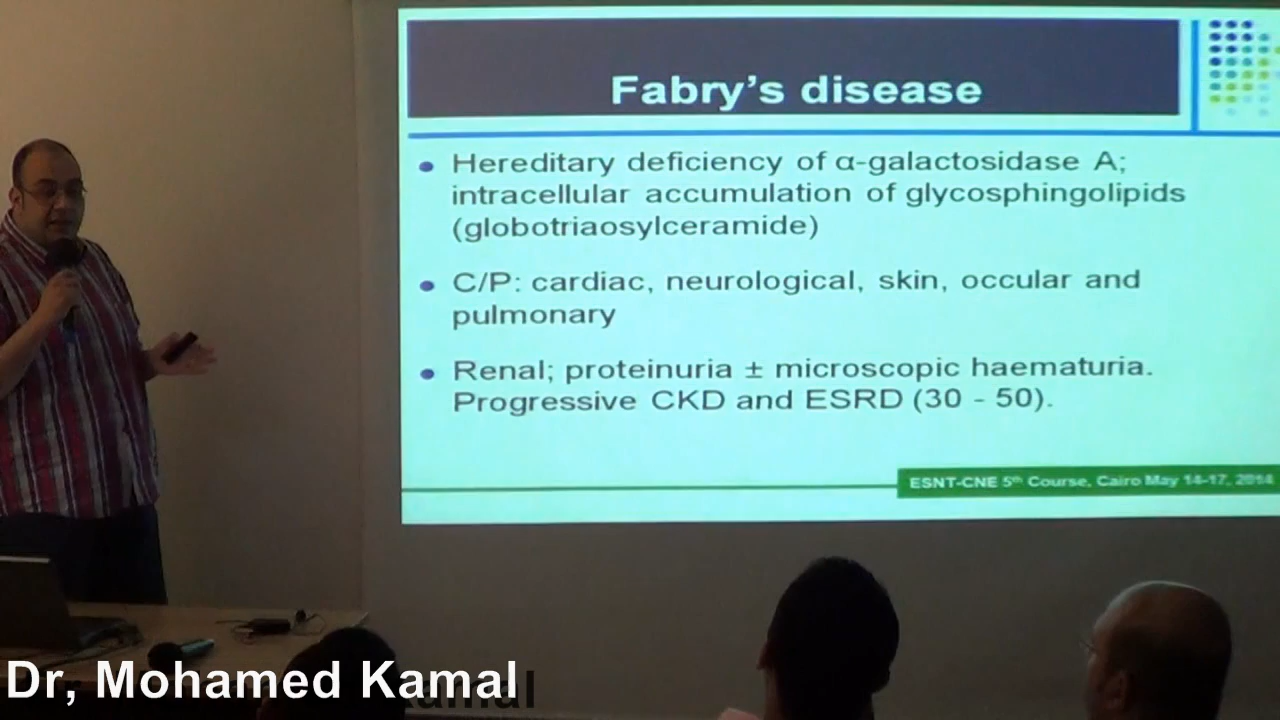 Fabry's disease
Hereditary deficiency of α-galactosidase A;
intracellular accumulation of glycosphingolipids
(globotriaosylceramide)
C/P: cardiac, neurological, skin, occular and
pulmonary
Renal; proteinuria ± microscopic haematuria.
Progressive CKD and ESRD (30 - 50).
ESNT-CNE 5th Course, Cairo May 14-17, 2014
Dr, Mohamed Kamal